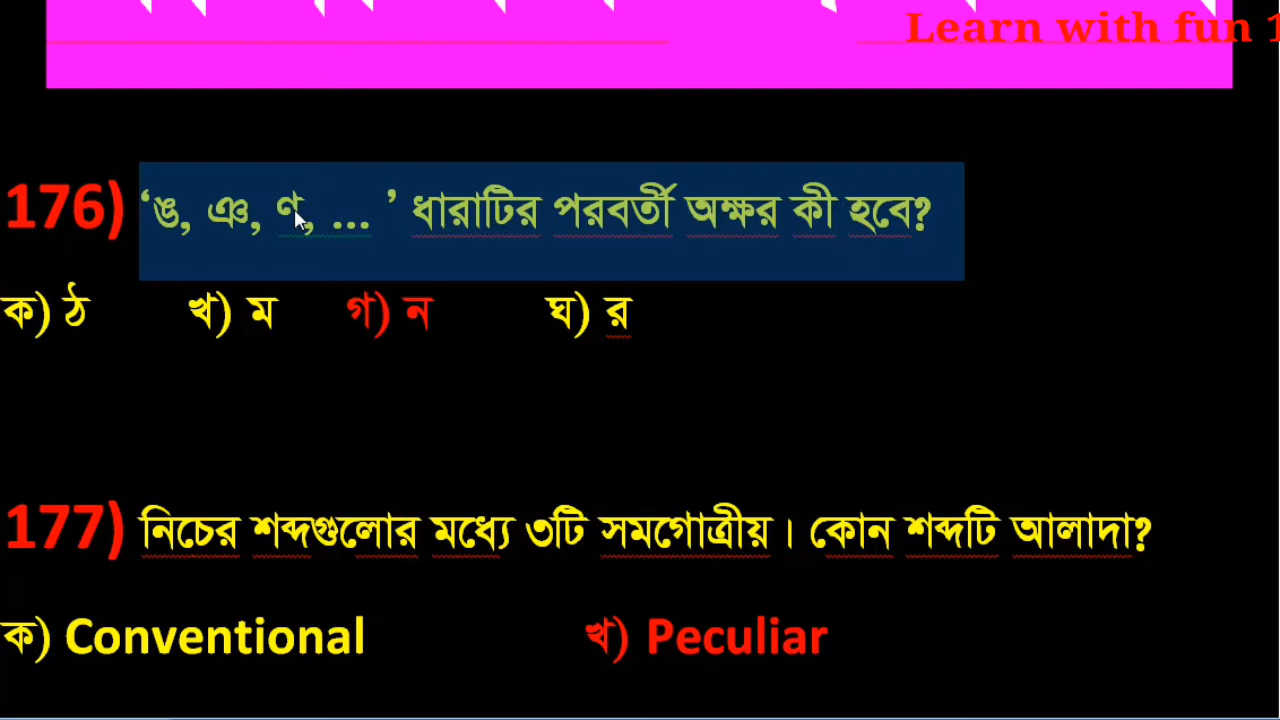 Learn with fun 1
176) ‘ঙ, ঞ, ণ, ... ’ ধারাটির পরবর্তী অক্ষর কী হবে?
ক) ঠ খ) ম গ) ন ঘ) র
177) নিচের শব্দগুলোর মধ্যে ৩টি সমগোত্রীয়। কোন শব্দটি আলাদা?
ক) Conventional খ) Peculiar